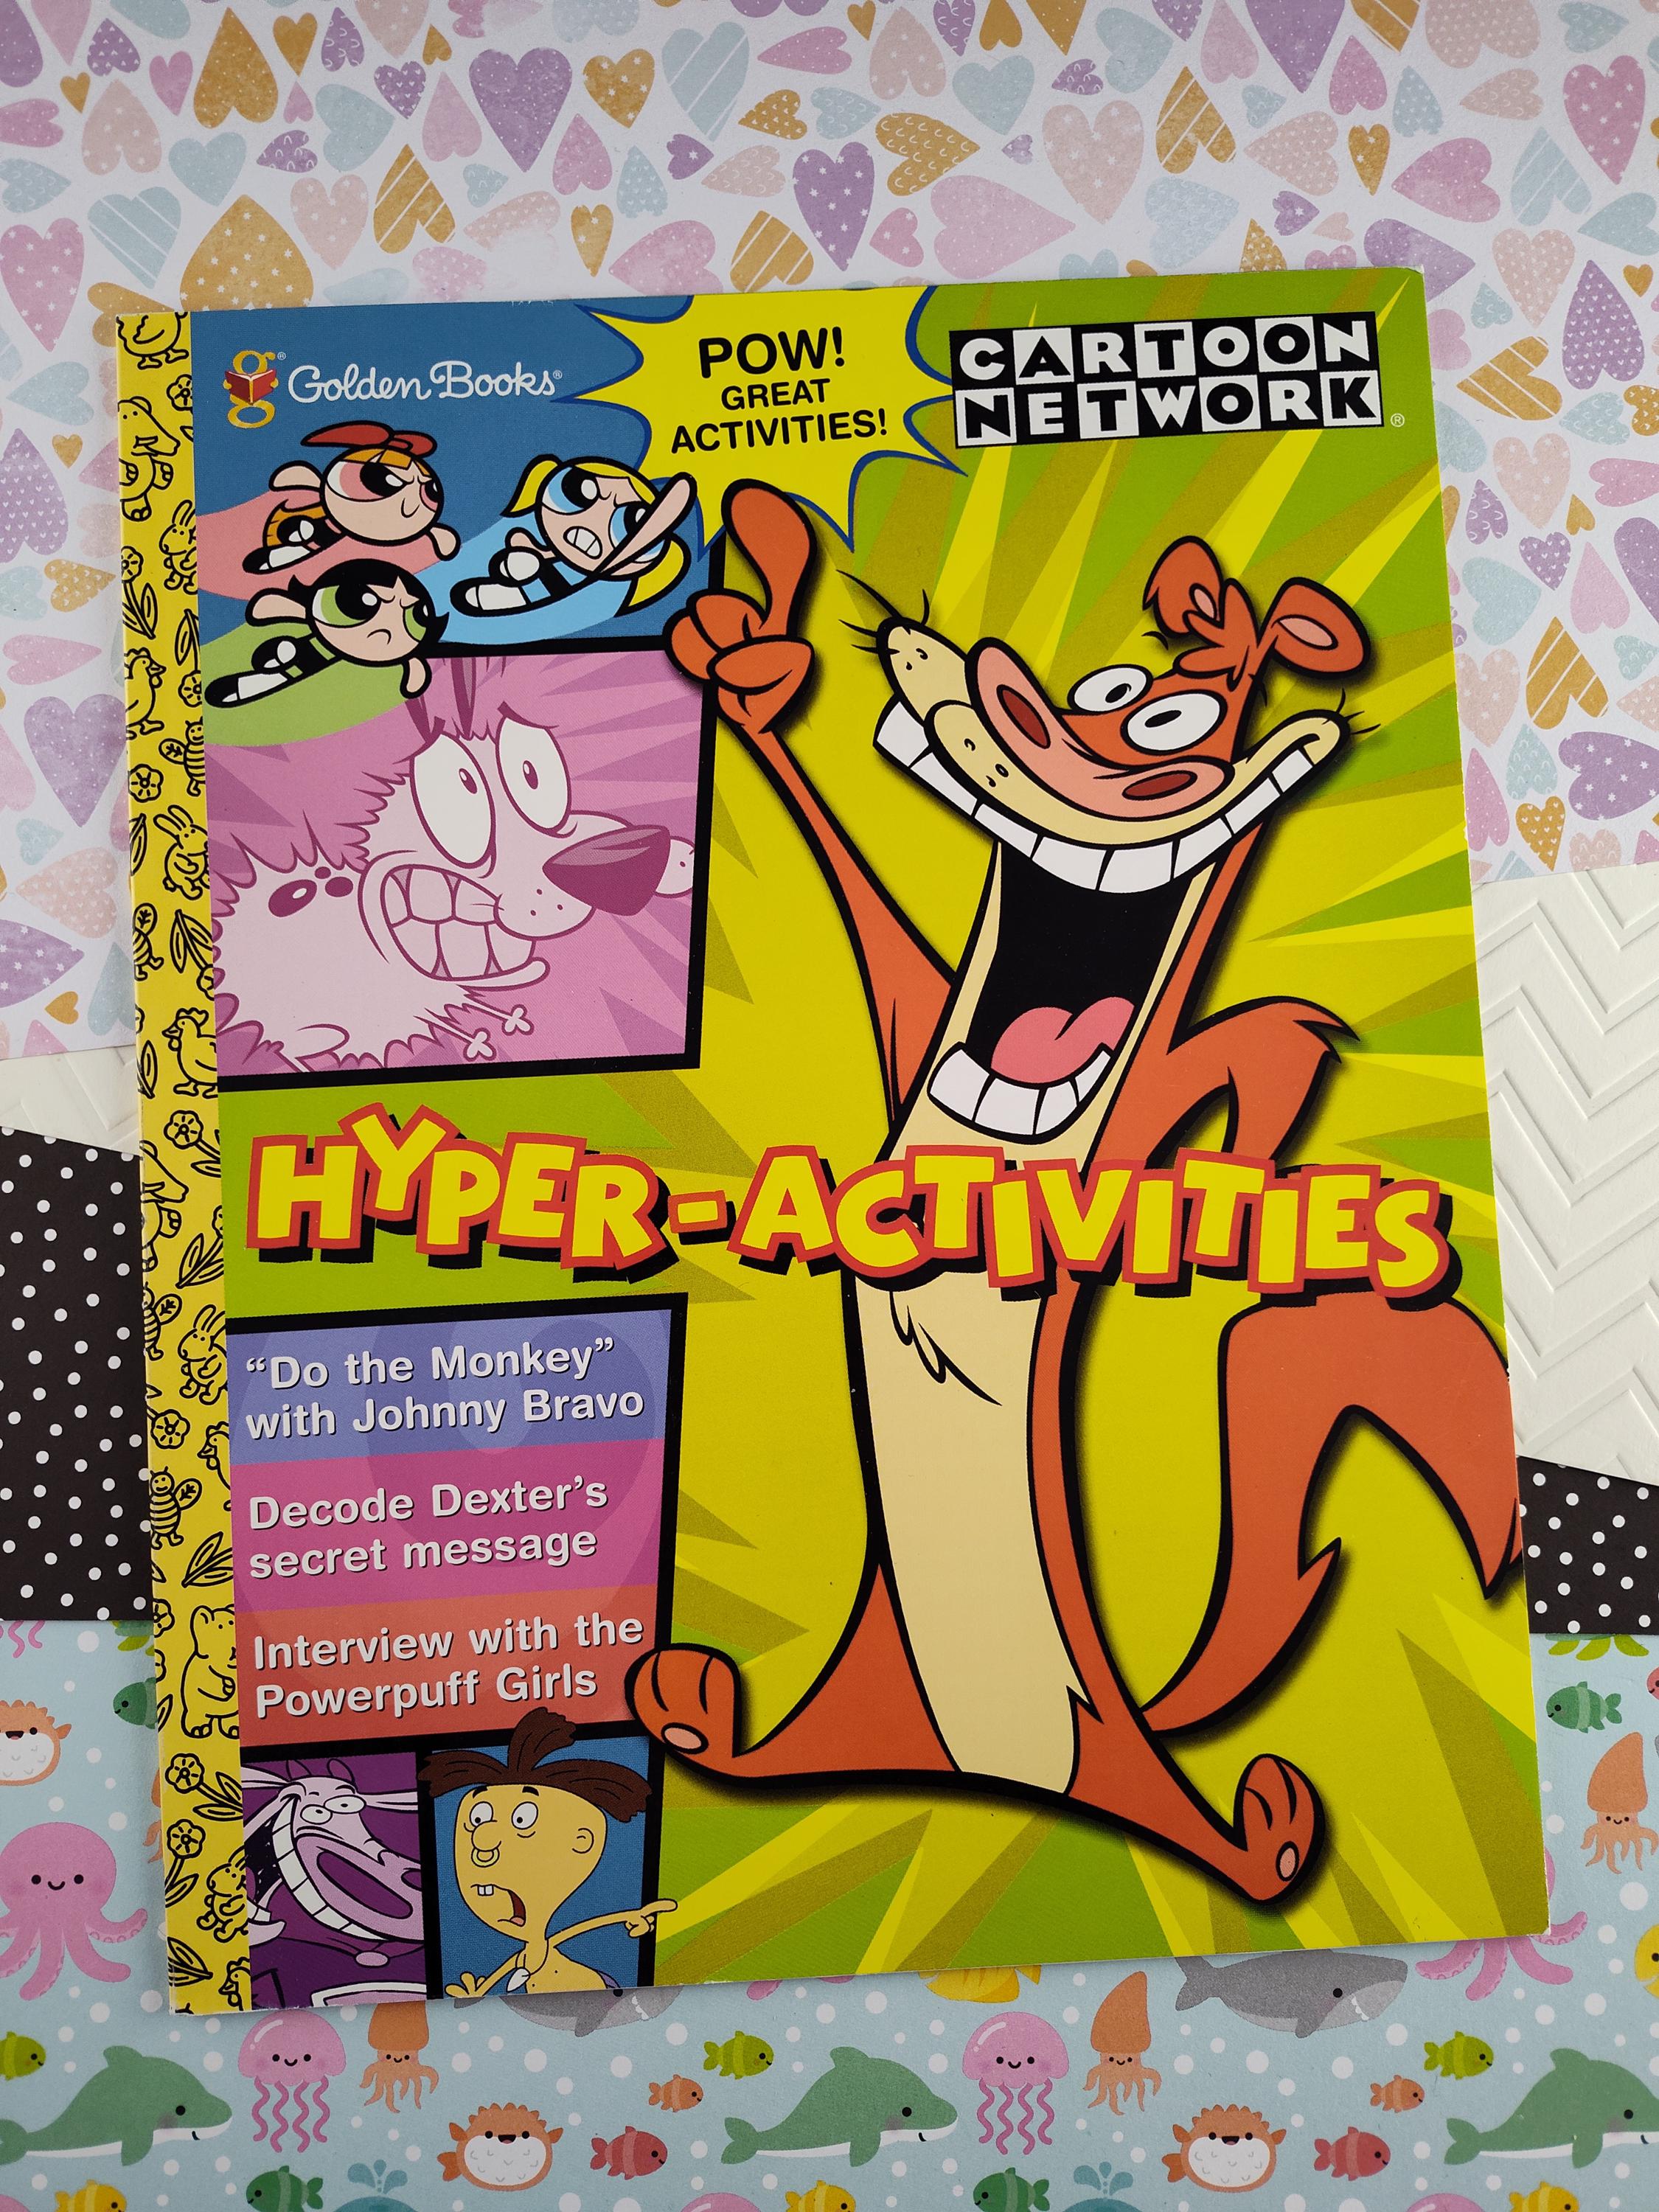 Golden Books®
POW!
GREAT
ACTIVITIES!
CARTOON
NETWORK®
HYPER-ACTIVITIES
“Do the Monkey”
with Johnny Bravo
Decode Dexter’s
secret message
Interview with the
Powerpuff Girls